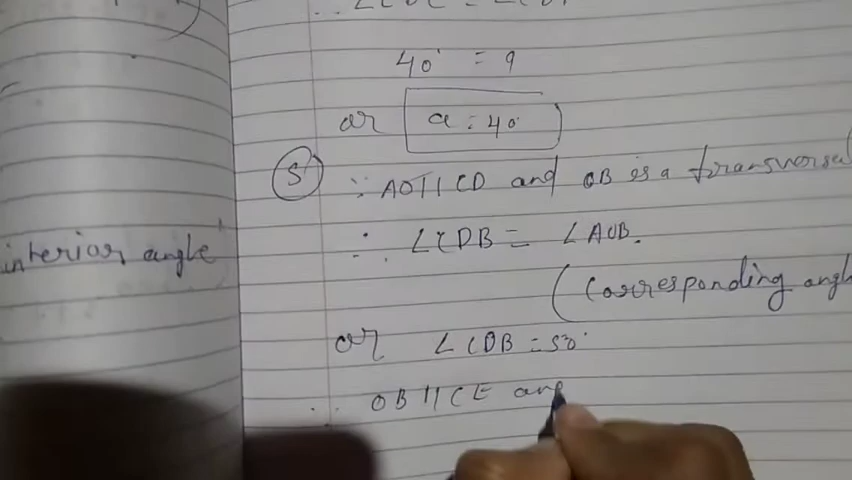 40° = 9
or a = 40°
5 ∵ AO || CD and OB is a transversal
∴ ∠CDB = ∠AOB.
interior angle
(Corresponding angle
or ∠CDB = 50°
∵ OB || CE and